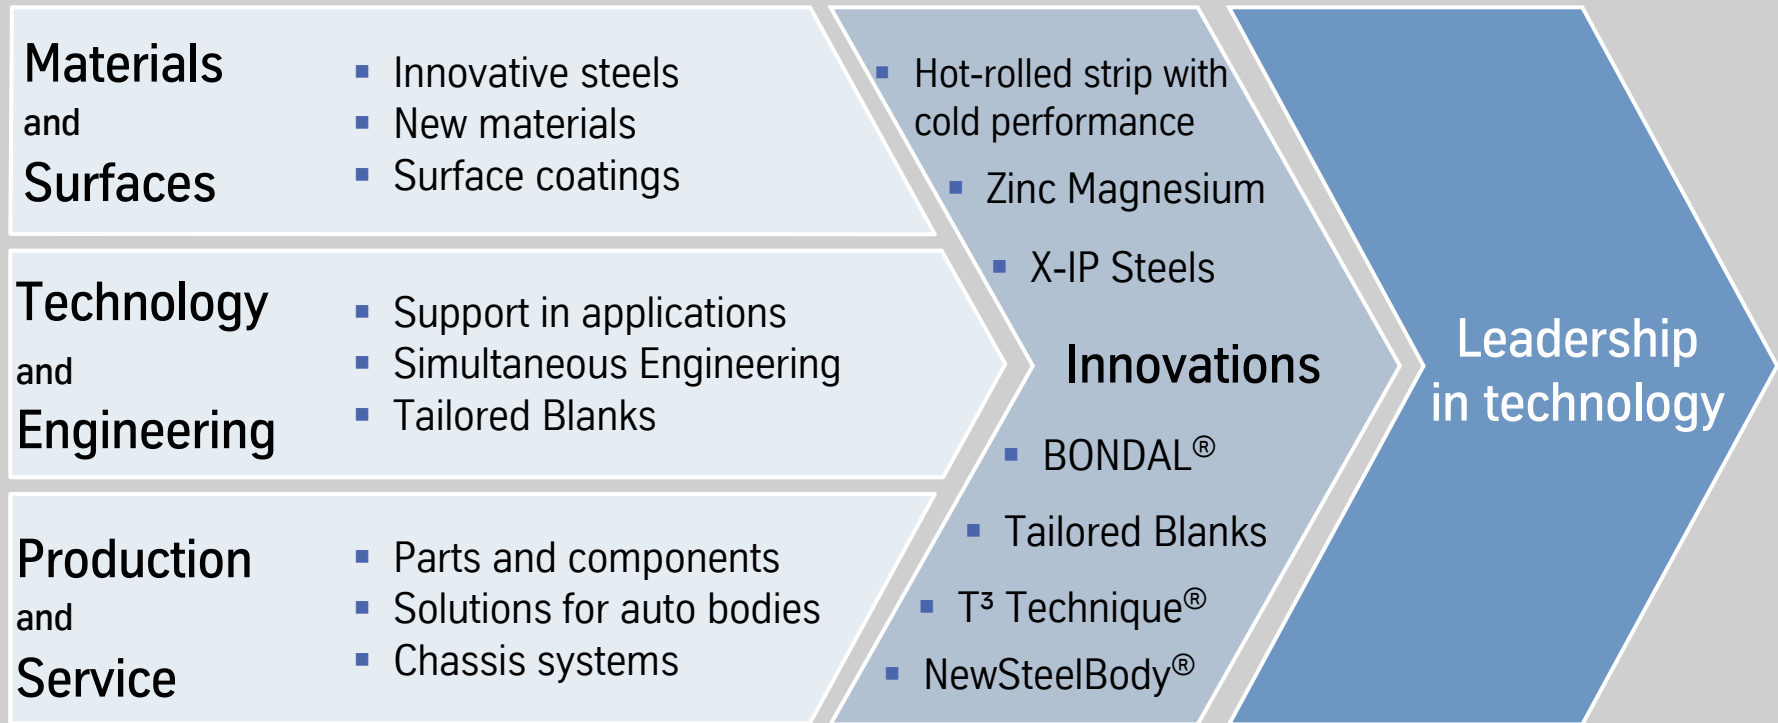 Materials
and
Surfaces
▪ Innovative steels
▪ New materials
▪ Surface coatings
Technology
and
Engineering
▪ Support in applications
▪ Simultaneous Engineering
▪ Tailored Blanks
Production
and
Service
▪ Parts and components
▪ Solutions for auto bodies
▪ Chassis systems
▪ Hot-rolled strip with
cold performance
▪ Zinc Magnesium
▪ X-IP Steels
Innovations
▪ BONDAL®
▪ Tailored Blanks
▪ T³ Technique®
▪ NewSteelBody®
Leadership
in technology